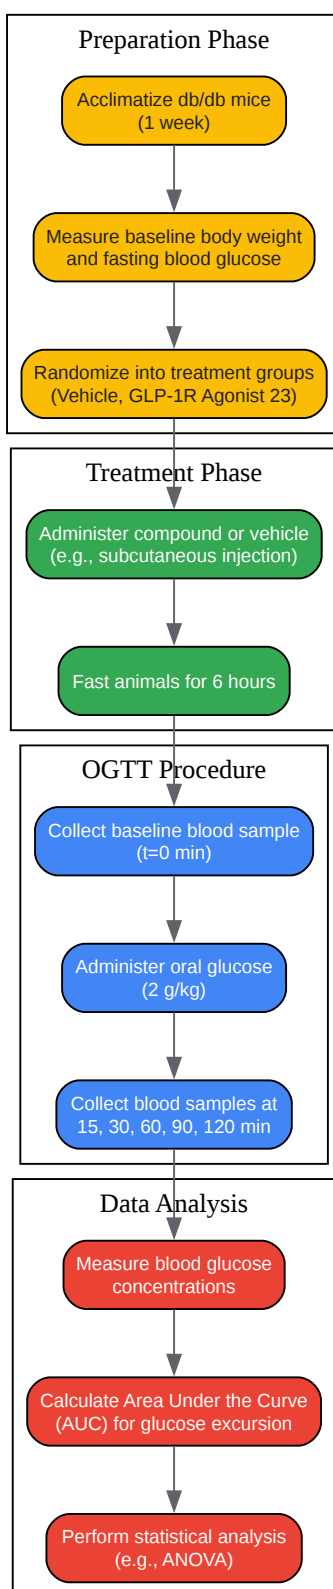 Preparation Phase
Acclimatize db/db mice
(1 week)
Measure baseline body weight
and fasting blood glucose
Randomize into treatment groups
(Vehicle, GLP-1R Agonist 23)
Treatment Phase
Administer compound or vehicle
(e.g., subcutaneous injection)
Fast animals for 6 hours
OGTT Procedure
Collect baseline blood sample
(t=0 min)
Administer oral glucose
(2 g/kg)
Collect blood samples at
15, 30, 60, 90, 120 min
Data Analysis
Measure blood glucose
concentrations
Calculate Area Under the Curve
(AUC) for glucose excursion
Perform statistical analysis
(e.g., ANOVA)